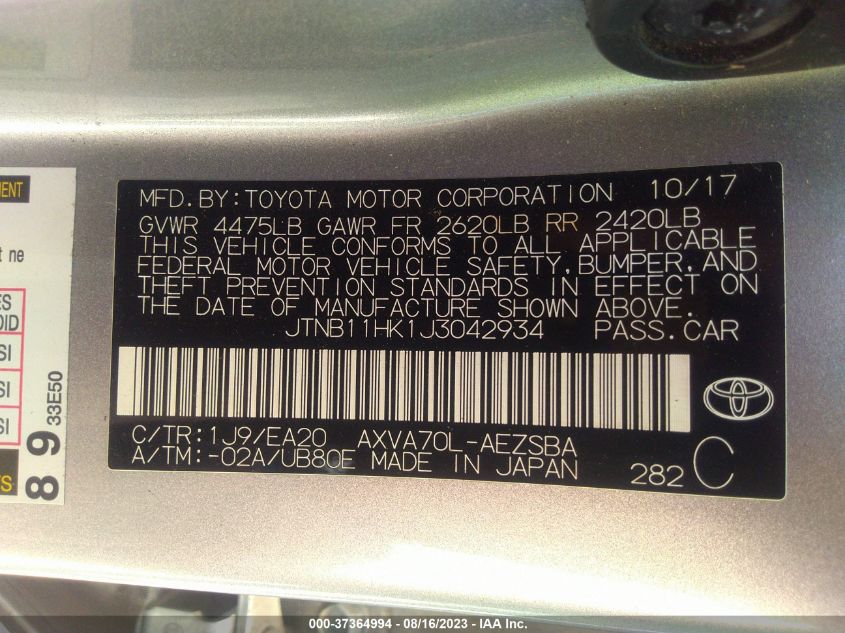 MFD.BY:TOYOTA MOTOR CORPORATION 10/17
GVWR 4475LB GAWR FR 2620LB RR 2420LB
THIS VEHICLE CONFORMS TO ALL APPLICABLE
FEDERAL MOTOR VEHICLE SAFETY,BUMPER,AND
THEFT PREVENTION STANDARDS IN EFFECT ON
THE DATE OF MANUFACTURE SHOWN ABOVE.
JTNB11HK1J3042934 PASS.CAR
C/TR:1J9/EA20 AXVA70L-AEZSBA
A/TM:-02A/UB80E MADE IN JAPAN 282 C
33E50
89
000-37364994 - 08/16/2023 - IAA Inc.